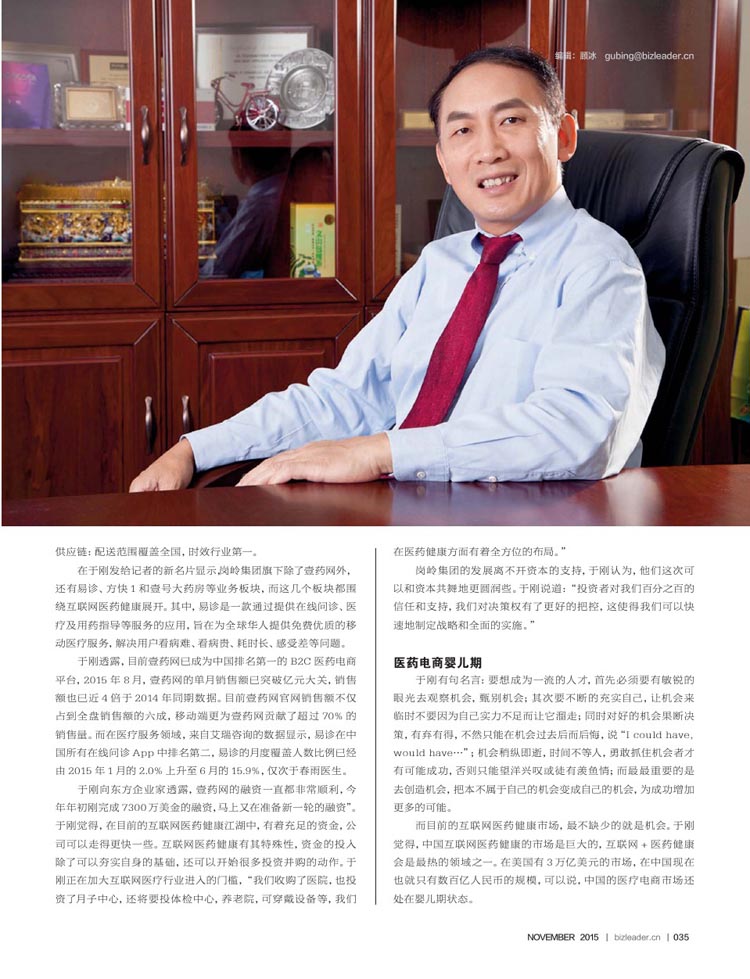 编辑：顾冰 gubing@bizleader.cn
供应链；配送范围覆盖全国，时效行业第一。
在于刚发给记者的新名片显示，岗岭集团旗下除了壹药网外，
还有易诊、方快1和壹号大药房等业务板块，而这几个板块都围
绕互联网医药健康展开。其中，易诊是一款通过提供在线问诊、医
疗及用药指导等服务的应用，旨在为全球华人提供免费优质的移
动医疗服务，解决用户看病难、看病贵、耗时长、感受差等问题。
于刚透露，目前壹药网已成为中国排名第一的 B2C 医药电商
平台，2015 年 8 月，壹药网的单月销售额已突破亿元大关，销售
额也已近 4 倍于 2014 年同期数据。目前壹药网官网销售额不仅
占到全盘销售额的六成，移动端更为壹药网贡献了超过 70% 的
销售量。而在医疗服务领域，来自艾瑞咨询的数据显示，易诊在中
国所有在线问诊 App 中排名第二，易诊的月度覆盖人数比例已经
由 2015 年 1 月的 2.0% 上升至 6 月的 15.9%，仅次于春雨医生。
于刚向东方企业家透露，壹药网的融资一直都非常顺利，今
年年初刚完成 7300 万美金的融资，马上又在准备新一轮的融资”。
于刚觉得，在目前的互联网医药健康江湖中，有着充足的资金，公
司可以走得更快一些。互联网医药健康有其特殊性，资金的投入
除了可以夯实自身的基础，还可以开始很多投资并购的动作。于
刚正在加大互联网医疗行业进入的门槛，“我们收购了医院，也投
资了月子中心，还将要投体检中心，养老院，可穿戴设备等，我们
在医药健康方面有着全方位的布局。”
岗岭集团的发展离不开资本的支持，于刚认为，他们这次可
以和资本共舞地更圆润些。于刚说道：“投资者对我们百分之百的
信任和支持，我们对决策权有了更好的把控，这使得我们可以快
速地制定战略和全面的实施。”
医药电商婴儿期
于刚有句名言：要想成为一流的人才，首先必须要有敏锐的
眼光去观察机会，甄别机会；其次要不断的充实自己，让机会来
临时不要因为自己实力不足而让它溜走；同时对好的机会果断决
策，有弃有得，不然只能在机会过去后而后悔，说“I could have,
would have…”；机会稍纵即逝，时间不等人，勇敢抓住机会者才
有可能成功，否则只能望洋兴叹或徒有羡鱼情；而最最重要的是
去创造机会，把本不属于自己的机会变成自己的机会，为成功增加
更多的可能。
而目前的互联网医药健康市场，最不缺少的就是机会。于刚
觉得，中国互联网医药健康的市场是巨大的，互联网 + 医药健康
会是最热的领域之一。在美国有 3 万亿美元的市场，在中国现在
也就只有数百亿人民币的规模，可以说，中国的医疗电商市场还
处在婴儿期状态。
NOVEMBER 2015 | bizleader.cn | 035